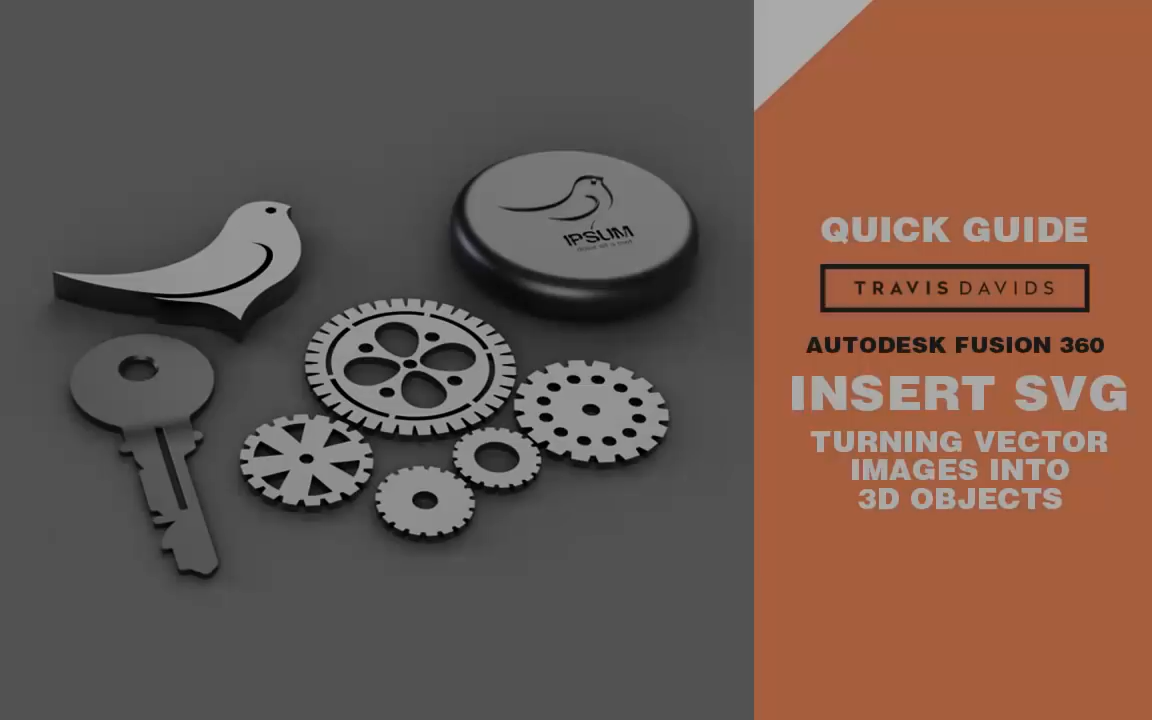 IPSUM
QUICK GUIDE
TRAVIS DAVIDS
AUTODESK FUSION 360
INSERT SVG
TURNING VECTOR
IMAGES INTO
3D OBJECTS